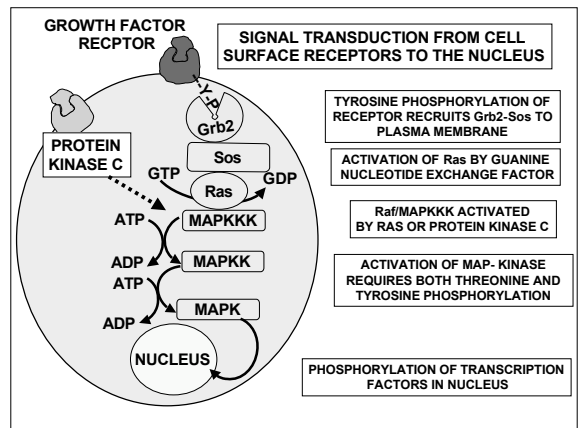 GROWTH FACTOR
RECPTOR
SIGNAL TRANSDUCTION FROM CELL
SURFACE RECEPTORS TO THE NUCLEUS
Y-P
Grb2
TYROSINE PHOSPHORYLATION OF
RECEPTOR RECRUITS Grb2-Sos TO
PLASMA MEMBRANE
PROTEIN
KINASE C
Sos
ACTIVATION OF Ras BY GUANINE
NUCLEOTIDE EXCHANGE FACTOR
GTP
GDP
Ras
ATP
MAPKKK
Raf/MAPKKK ACTIVATED
BY RAS OR PROTEIN KINASE C
ADP
MAPKK
ATP
ACTIVATION OF MAP- KINASE
REQUIRES BOTH THREONINE AND
TYROSINE PHOSPHORYLATION
MAPK
ADP
NUCLEUS
PHOSPHORYLATION OF TRANSCRIPTION
FACTORS IN NUCLEUS